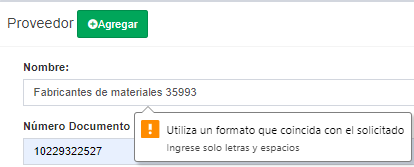 Proveedor Agregar
Nombre:
Fabricantes de materiales 35993
Utiliza un formato que coincida con el solicitado
Ingrese solo letras y espacios
Número Documento
10229322527